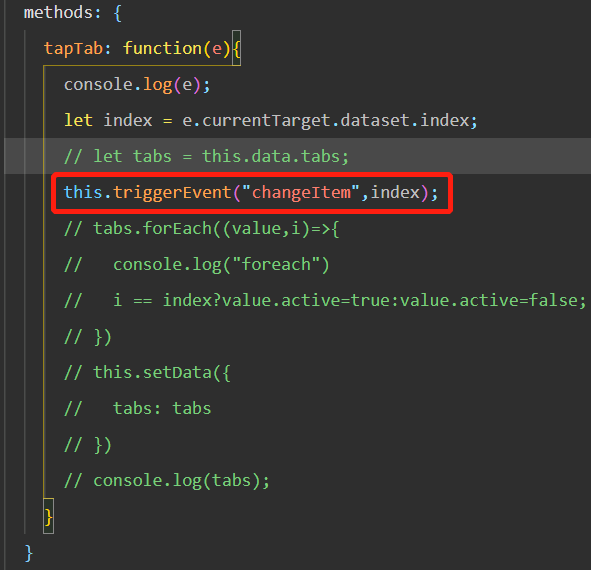 methods: {
tapTab: function(e){
console.log(e);
let index = e.currentTarget.dataset.index;
// let tabs = this.data.tabs;
this.triggerEvent("changeItem",index);
// tabs.forEach((value,i)=>{
//   console.log("foreach")
//   i == index?value.active=true:value.active=false;
// })
// this.setData({
//   tabs: tabs
// })
// console.log(tabs);
}
}